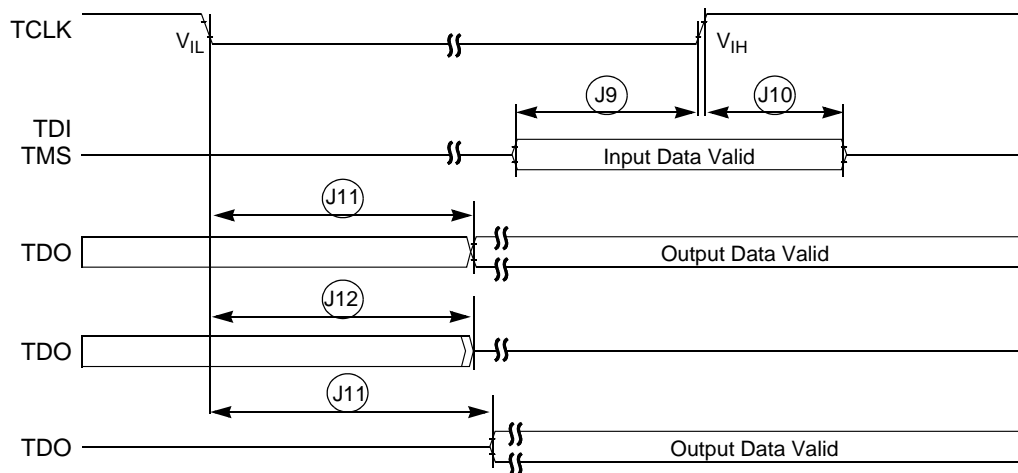 TCLK
VIL
VIH
J9
J10
TDI
TMS
Input Data Valid
J11
TDO
Output Data Valid
J12
TDO
J11
TDO
Output Data Valid